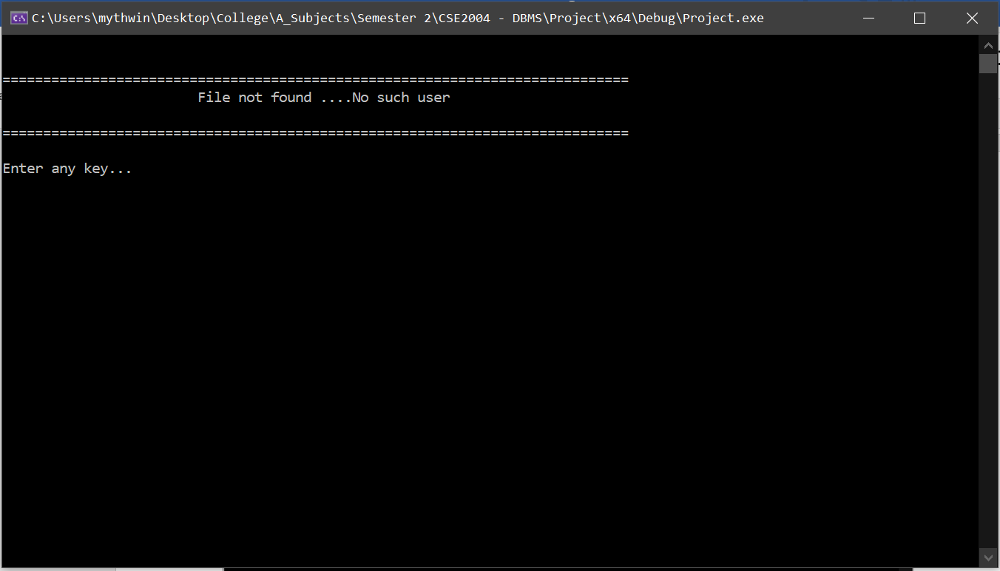 C:\Users\mythwin\Desktop\College\A_Subjects\Semester 2\CSE2004 - DBMS\Project\x64\Debug\Project.exe
=============================================================================
File not found ....No such user
=============================================================================
Enter any key...